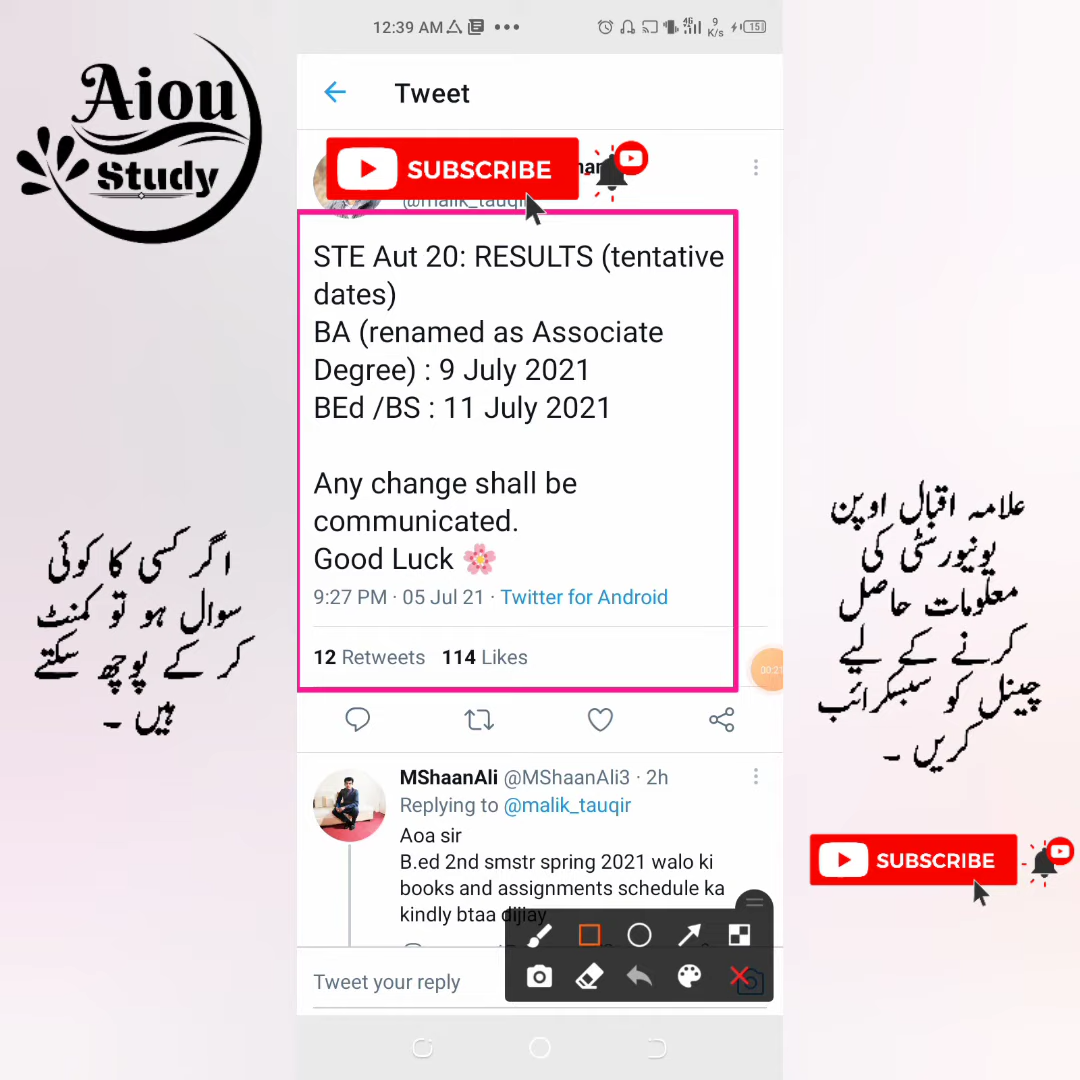 Aiou
Study
12:39 AM
4G
9
K/s
15
Tweet
SUBSCRIBE
@malik_tauqir
STE Aut 20: RESULTS (tentative
dates)
BA (renamed as Associate
Degree) : 9 July 2021
BEd /BS : 11 July 2021
Any change shall be
communicated.
Good Luck 🌸
9:27 PM · 05 Jul 21 · Twitter for Android
12 Retweets 114 Likes
00:21
MShaanAli @MShaanAli3 · 2h
Replying to @malik_tauqir
Aoa sir
B.ed 2nd smstr spring 2021 walo ki
books and assignments schedule ka
kindly btaa dijiay
Tweet your reply
اگر کسی کا کوئی
سوال ہو تو کمنٹ
کر کے پوچھ سکتے
ہیں ۔
علامہ اقبال اوپن
یونیورسٹی کی
معلومات حاصل
کرنے کے لیے
چینل کو سبسکرائب
کریں ۔
SUBSCRIBE